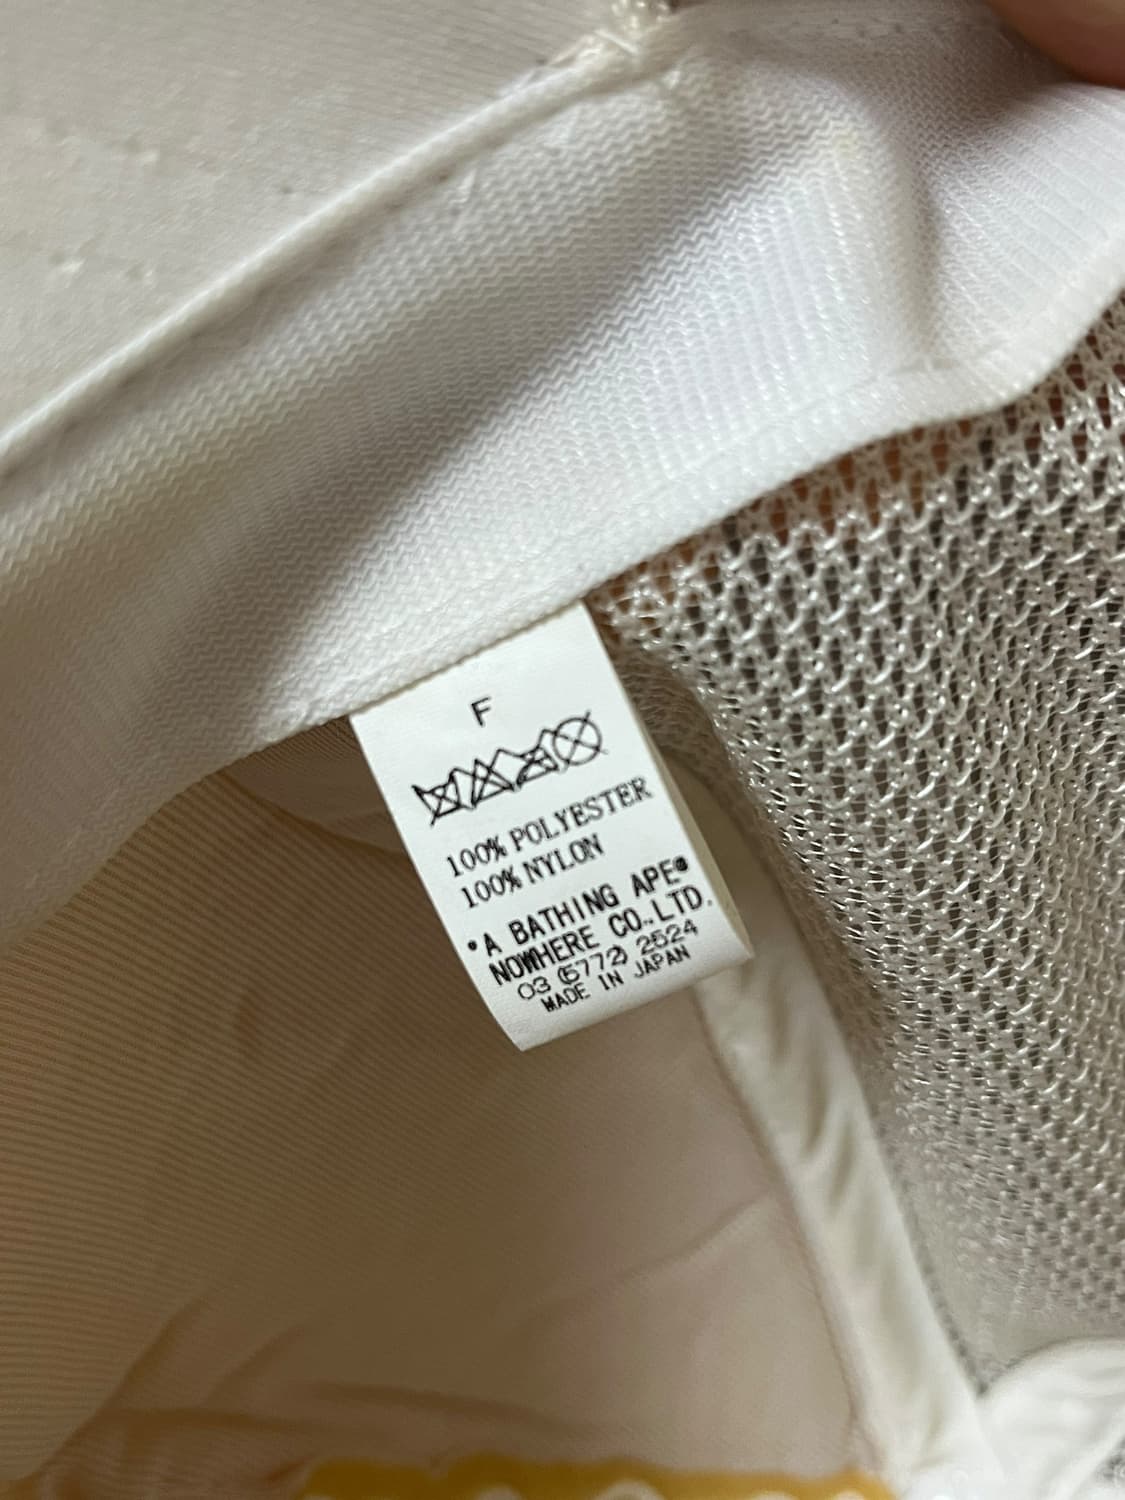 F
100% POLYESTER
100% NYLON
®A BATHING APE®
NOWHERE CO.,LTD.
03 (5772) 2524
MADE IN JAPAN